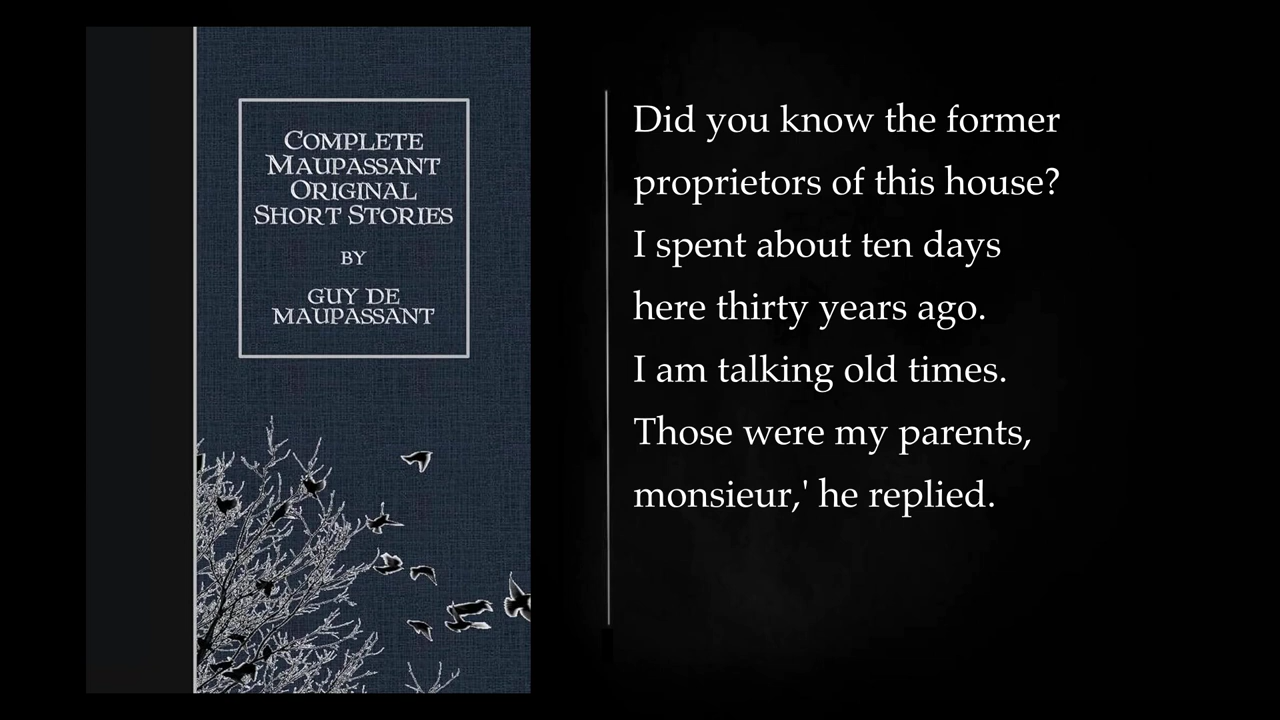 COMPLETE
MAUPASSANT
ORIGINAL
SHORT STORIES
BY
GUY DE
MAUPASSANT
Did you know the former
proprietors of this house?
I spent about ten days
here thirty years ago.
I am talking old times.
Those were my parents,
monsieur,' he replied.